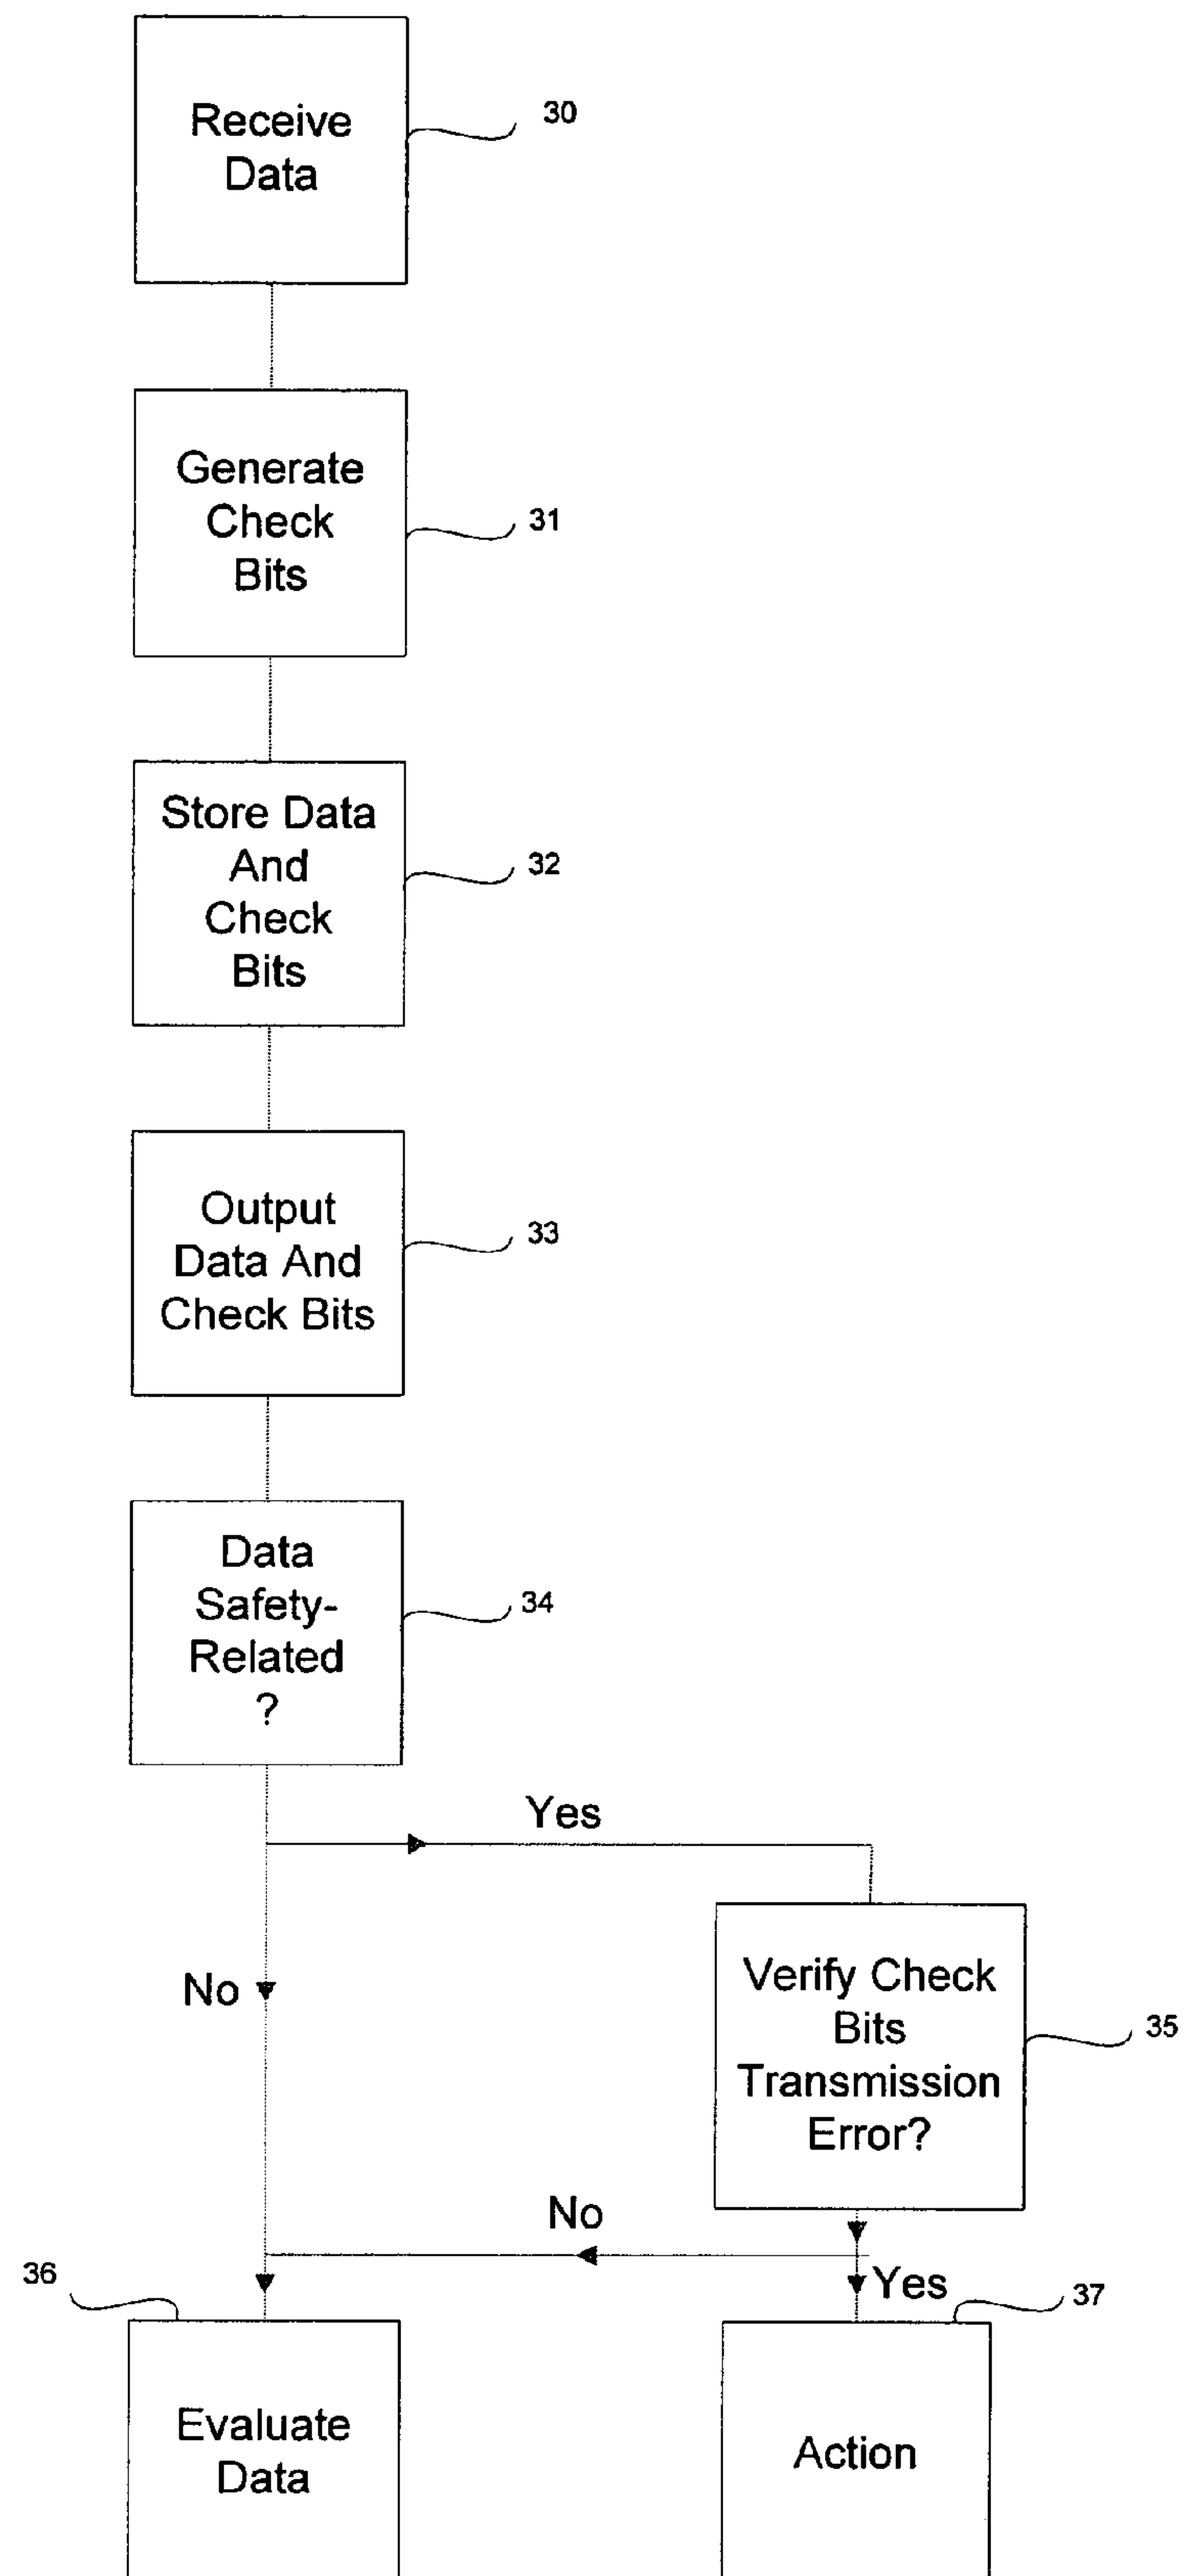 Receive
Data
30
Generate
Check
Bits
31
Store Data
And
Check
Bits
32
Output
Data And
Check Bits
33
Data
Safety-
Related
?
34
Yes
No
Verify Check
Bits
Transmission
Error?
35
No
Yes
36
37
Evaluate
Data
Action